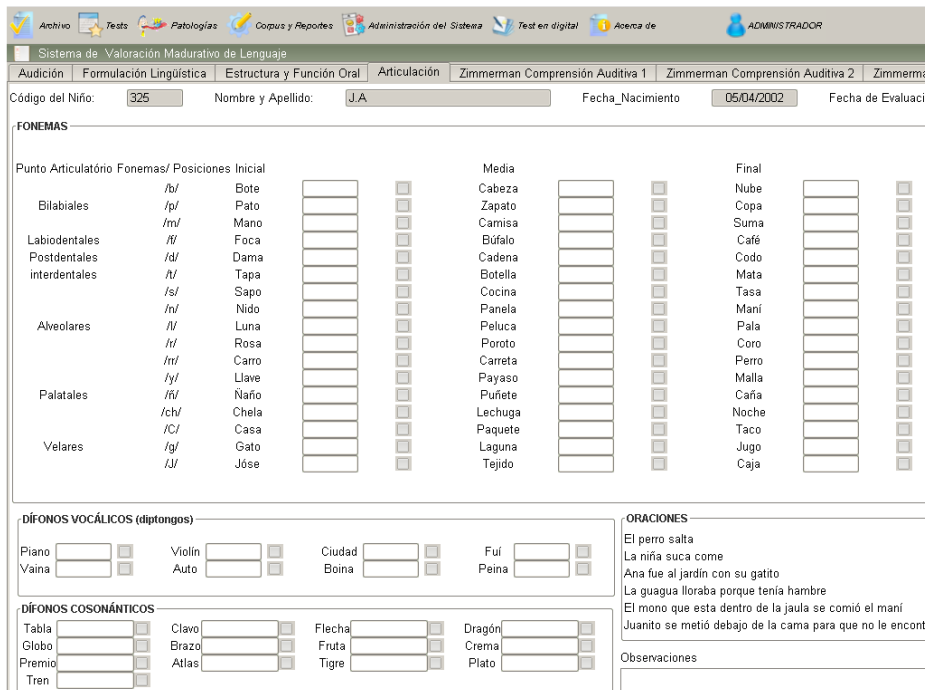 Archivo Tests Patologías Corpus y Reportes Administración del Sistema Test en digital Acerca de ADMINISTRADOR
Sistema de Valoración Madurativo de Lenguaje
Audición Formulación Lingüística Estructura y Función Oral Articulación Zimmerman Comprensión Auditiva 1 Zimmerman Comprensión Auditiva 2 Zimmerma
Código del Niño: 325 Nombre y Apellido: J.A Fecha_Nacimiento 05/04/2002 Fecha de Evaluaci
FONEMAS
Punto Articulatório Fonemas/ Posiciones Inicial Media Final
/b/ Bote Cabeza Nube
Bilabiales /p/ Pato Zapato Copa
/m/ Mano Camisa Suma
Labiodentales /f/ Foca Búfalo Café
Postdentales /d/ Dama Cadena Codo
interdentales /t/ Tapa Botella Mata
/s/ Sapo Cocina Tasa
/n/ Nido Panela Maní
Alveolares /l/ Luna Peluca Pala
/r/ Rosa Poroto Coro
/rr/ Carro Carreta Perro
/y/ Llave Payaso Malla
Palatales /ñ/ Ñaño Puñete Caña
/ch/ Chela Lechuga Noche
/C/ Casa Paquete Taco
Velares /g/ Gato Laguna Jugo
/J/ Jóse Tejido Caja
DÍFONOS VOCÁLICOS (diptongos)
Piano Violín Ciudad Fuí
Vaina Auto Boina Peina
DÍFONOS COSONÁNTICOS
Tabla Clavo Flecha Dragón
Globo Brazo Fruta Crema
Premio Atlas Tigre Plato
Tren
ORACIONES
El perro salta
La niña suca come
Ana fue al jardín con su gatito
La guagua lloraba porque tenía hambre
El mono que esta dentro de la jaula se comió el maní
Juanito se metió debajo de la cama para que no le encont
Observaciones